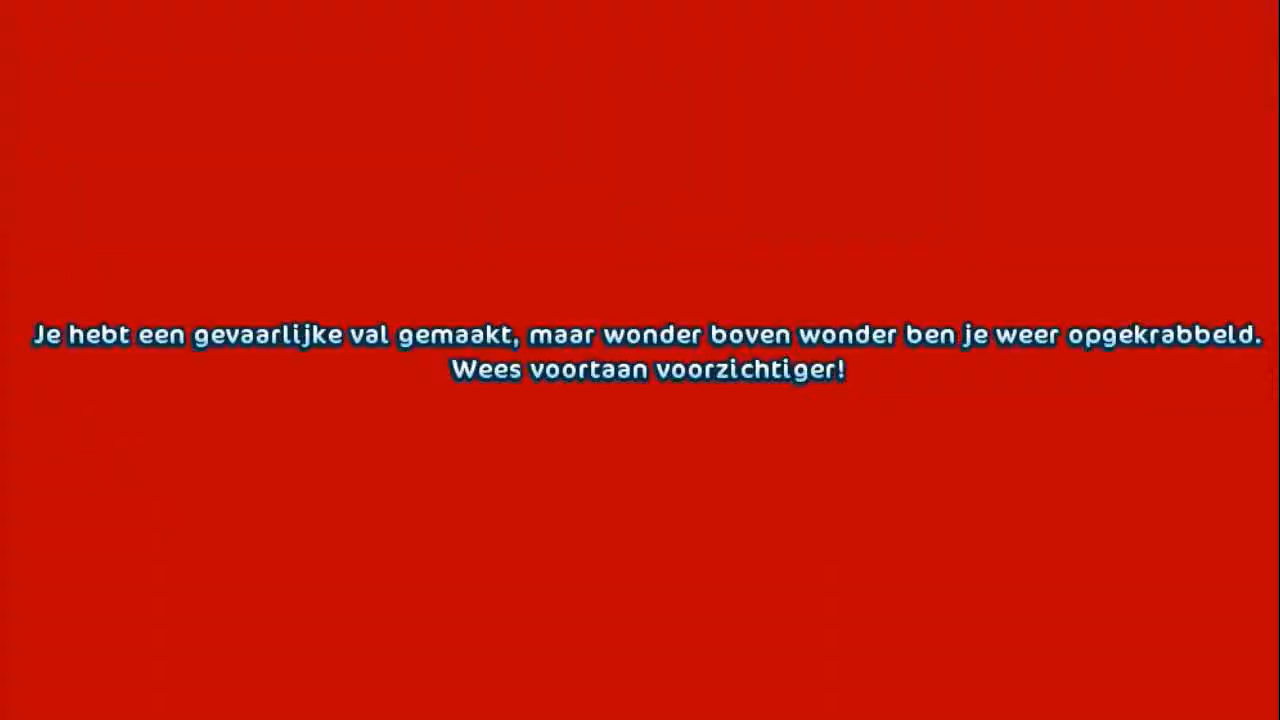 Je hebt een gevaarlijke val gemaakt, maar wonder boven wonder ben je weer opgekrabbeld.
Wees voortaan voorzichtiger!